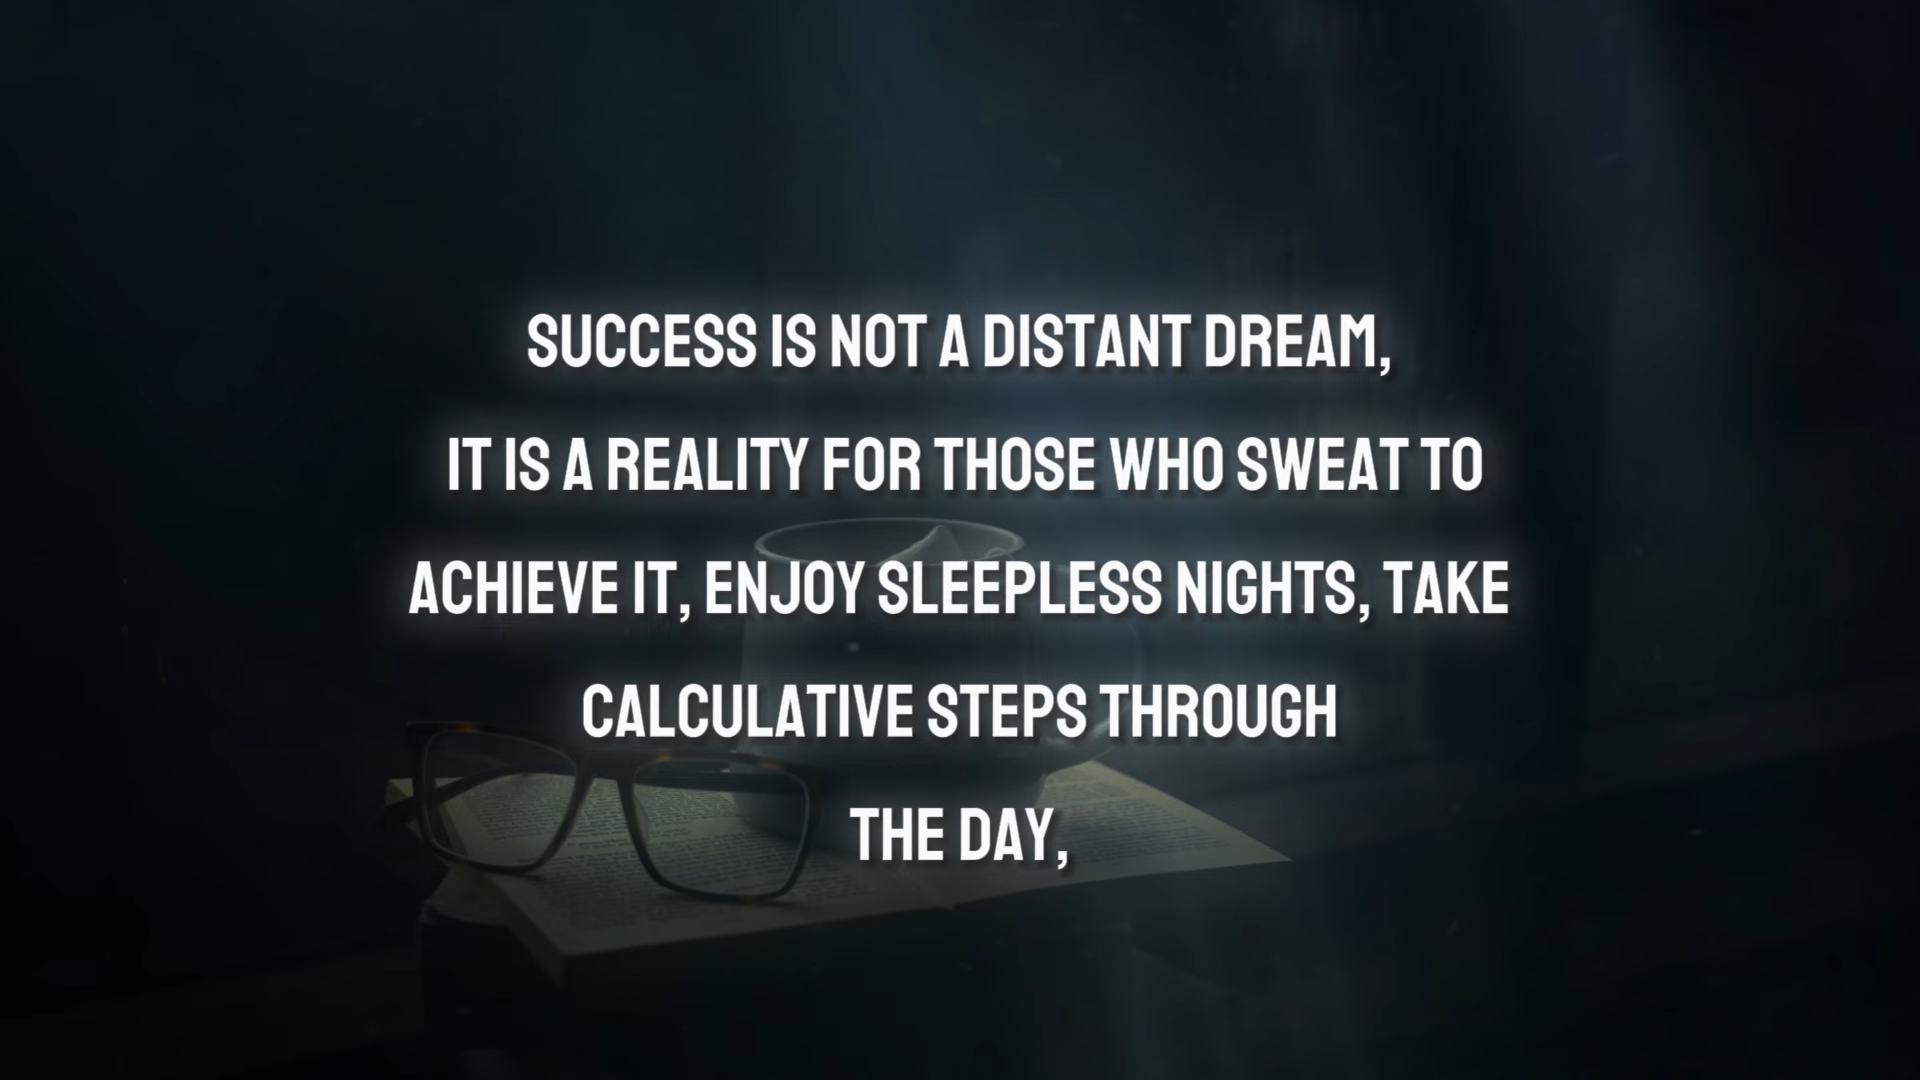 SUCCESS IS NOT A DISTANT DREAM,
IT IS A REALITY FOR THOSE WHO SWEAT TO
ACHIEVE IT, ENJOY SLEEPLESS NIGHTS, TAKE
CALCULATIVE STEPS THROUGH
THE DAY,